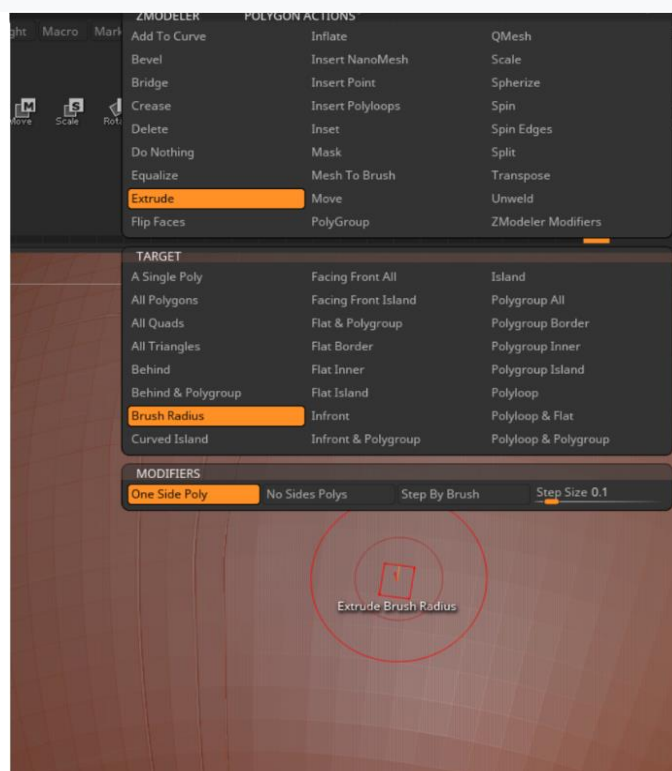 ZMODELER POLYGON ACTIONS
ght Macro Mark
Add To Curve Inflate QMesh
Bevel Insert NanoMesh Scale
Bridge Insert Point Spherize
Crease Insert Polyloops Spin
Delete Inset Spin Edges
Do Nothing Mask Split
Equalize Mesh To Brush Transpose
Extrude Move Unweld
Flip Faces PolyGroup ZModeler Modifiers
M S
Move Scale Rota
TARGET
A Single Poly Facing Front All Island
All Polygons Facing Front Island Polygroup All
All Quads Flat & Polygroup Polygroup Border
All Triangles Flat Border Polygroup Inner
Behind Flat Inner Polygroup Island
Behind & Polygroup Flat Island Polyloop
Brush Radius Infront Polyloop & Flat
Curved Island Infront & Polygroup Polyloop & Polygroup
MODIFIERS
One Side Poly No Sides Polys Step By Brush Step Size 0.1
Extrude Brush Radius